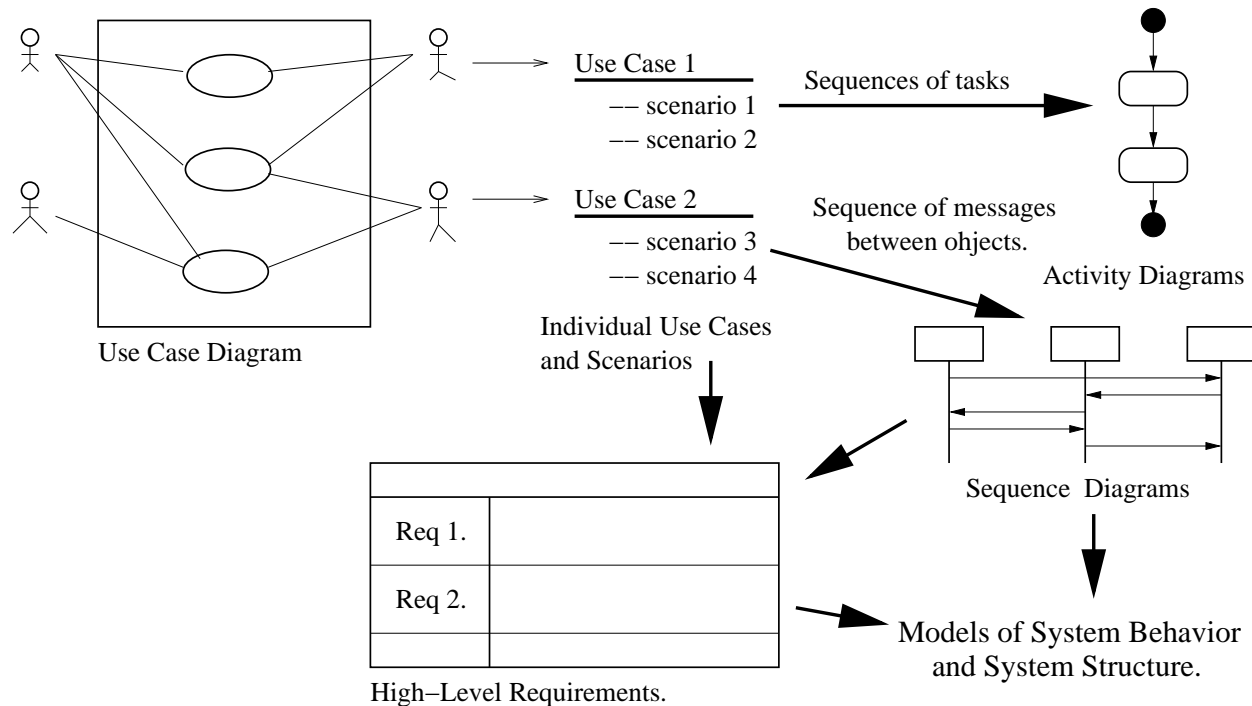 Use Case 1
−− scenario 1
−− scenario 2
Use Case 2
−− scenario 3
−− scenario 4
Individual Use Cases
and Scenarios
Use Case Diagram
Sequences of tasks
Sequence of messages
between ohjects.
Activity Diagrams
Sequence Diagrams
Req 1.
Req 2.
High−Level Requirements.
Models of System Behavior
and System Structure.